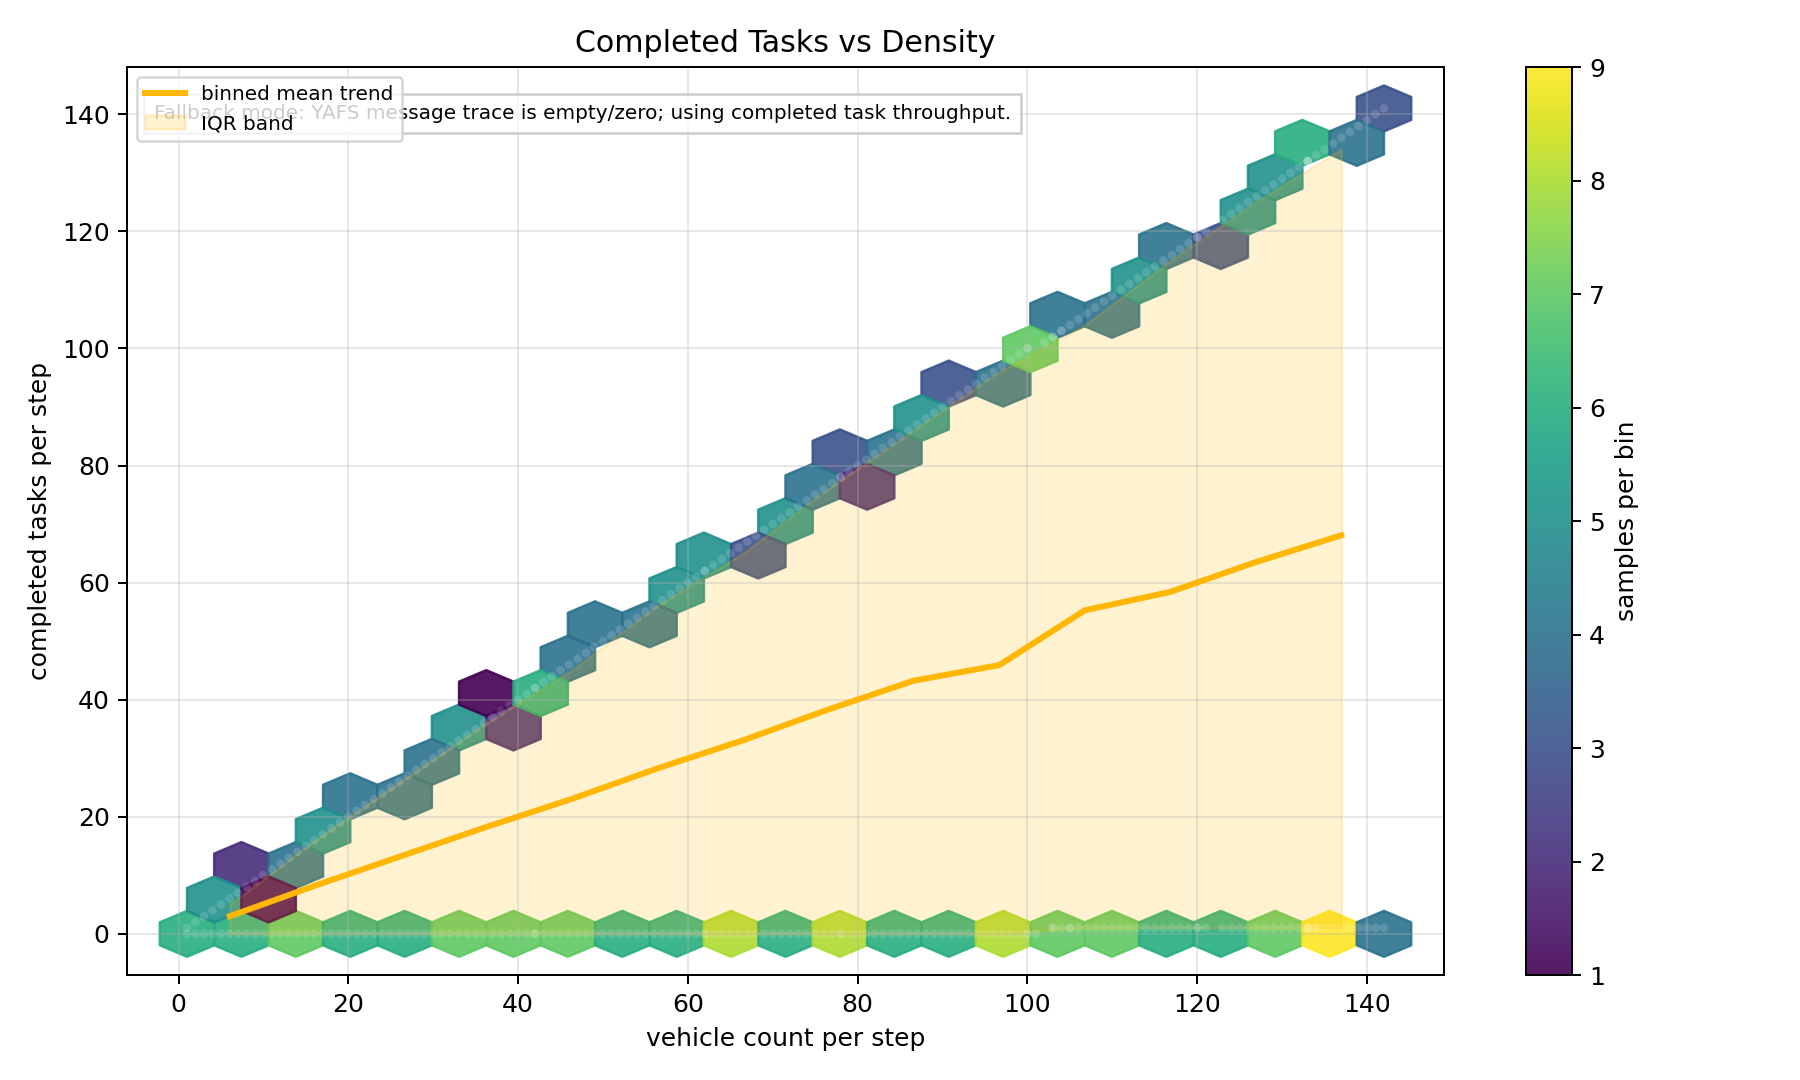 Completed Tasks vs Density
binned mean trend
IQR band
Fallback mode: YAFS message trace is empty/zero; using completed task throughput.
completed tasks per step
140
120
100
80
60
40
20
0
0 20 40 60 80 100 120 140
vehicle count per step
9
8
7
6
5
4
3
2
1
samples per bin